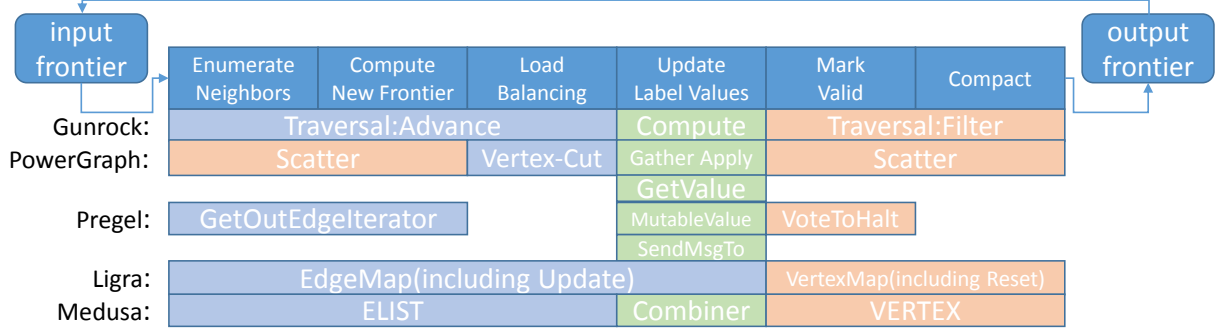 input
frontier
output
frontier
Enumerate
Neighbors
Compute
New Frontier
Load
Balancing
Update
Label Values
Mark
Valid
Compact
Gunrock: Traversal:Advance Compute Traversal:Filter
PowerGraph: Scatter Vertex-Cut Gather Apply Scatter
GetValue
Pregel: GetOutEdgeIterator MutableValue VoteToHalt
SendMsgTo
Ligra: EdgeMap(including Update) VertexMap(including Reset)
Medusa: ELIST Combiner VERTEX